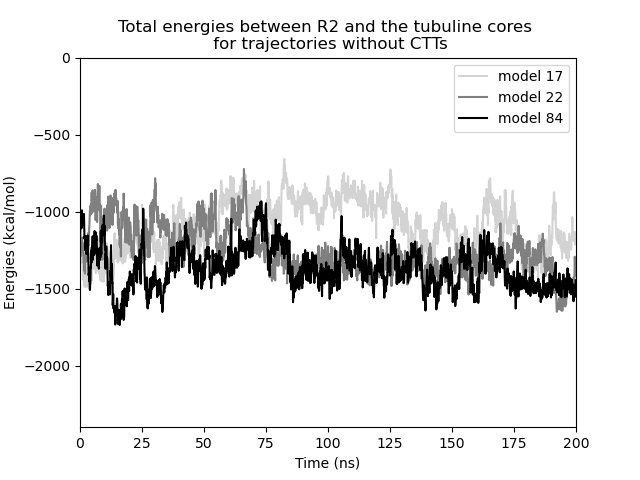 Total energies between R2 and the tubuline cores
for trajectories without CTTs
model 17
model 22
model 84
0
−500
−1000
−1500
−2000
Energies (kcal/mol)
0 25 50 75 100 125 150 175 200
Time (ns)